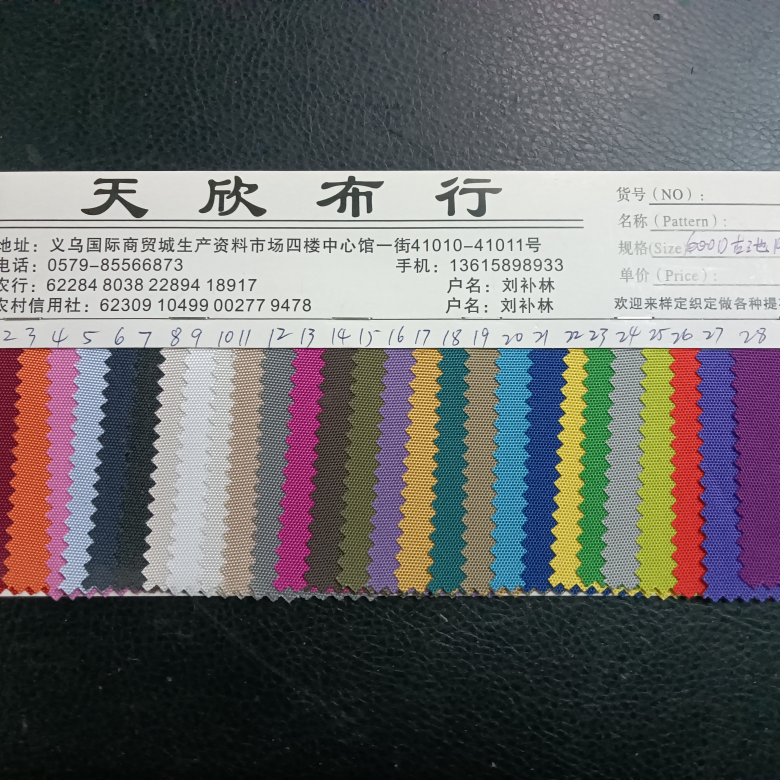 天欣布行
货号(NO):
名称(Pattern):
规格(Size)600D
单价(Price):
欢迎来样定织定做各种提
地址：义乌国际商贸城生产资料市场四楼中心馆一街41010-41011号
电话：0579-85566873 手机：13615898933
农行：62284 8038 22894 18917 户名：刘补林
农村信用社：62309 10499 00277 9478 户名：刘补林
2 3 4 5 6 7 8 9 10 11 12 13 14 15 16 17 18 19 20 21 22 23 24 25 26 27 28